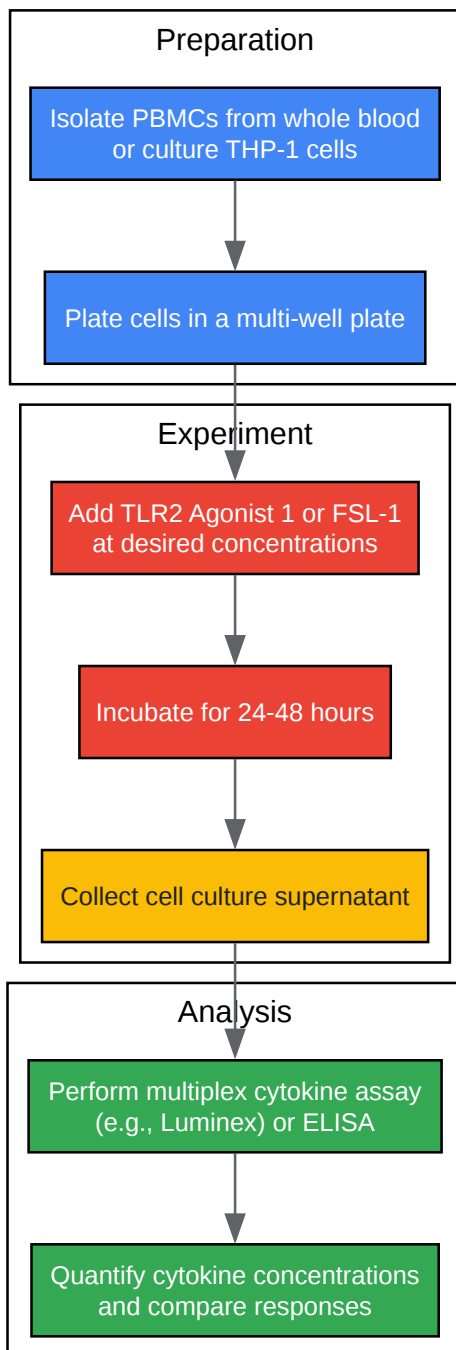 Preparation
Isolate PBMCs from whole blood
or culture THP-1 cells
Plate cells in a multi-well plate
Experiment
Add TLR2 Agonist 1 or FSL-1
at desired concentrations
Incubate for 24-48 hours
Collect cell culture supernatant
Analysis
Perform multiplex cytokine assay
(e.g., Luminex) or ELISA
Quantify cytokine concentrations
and compare responses